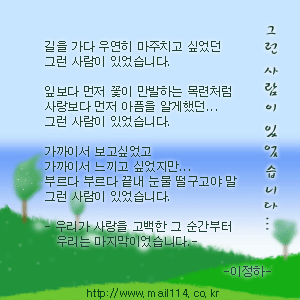 그런 사람이 있었습니다...
길을 가다 우연히 마주치고 싶었던
그런 사람이 있었습니다.
잎보다 먼저 꽃이 만발하는 목련처럼
사랑보다 먼저 아픔을 알게했던...
그런 사람이 있었습니다.
가까이서 보고싶었고
가까이서 느끼고 싶었지만...
부르다 부르다 끝내 눈물 떨구고야 말
그런 사람이 있었습니다.
- 우리가 사랑을 고백한 그 순간부터
우리는 마지막이었습니다 -
-이정하-
http://www.mail114.co.kr